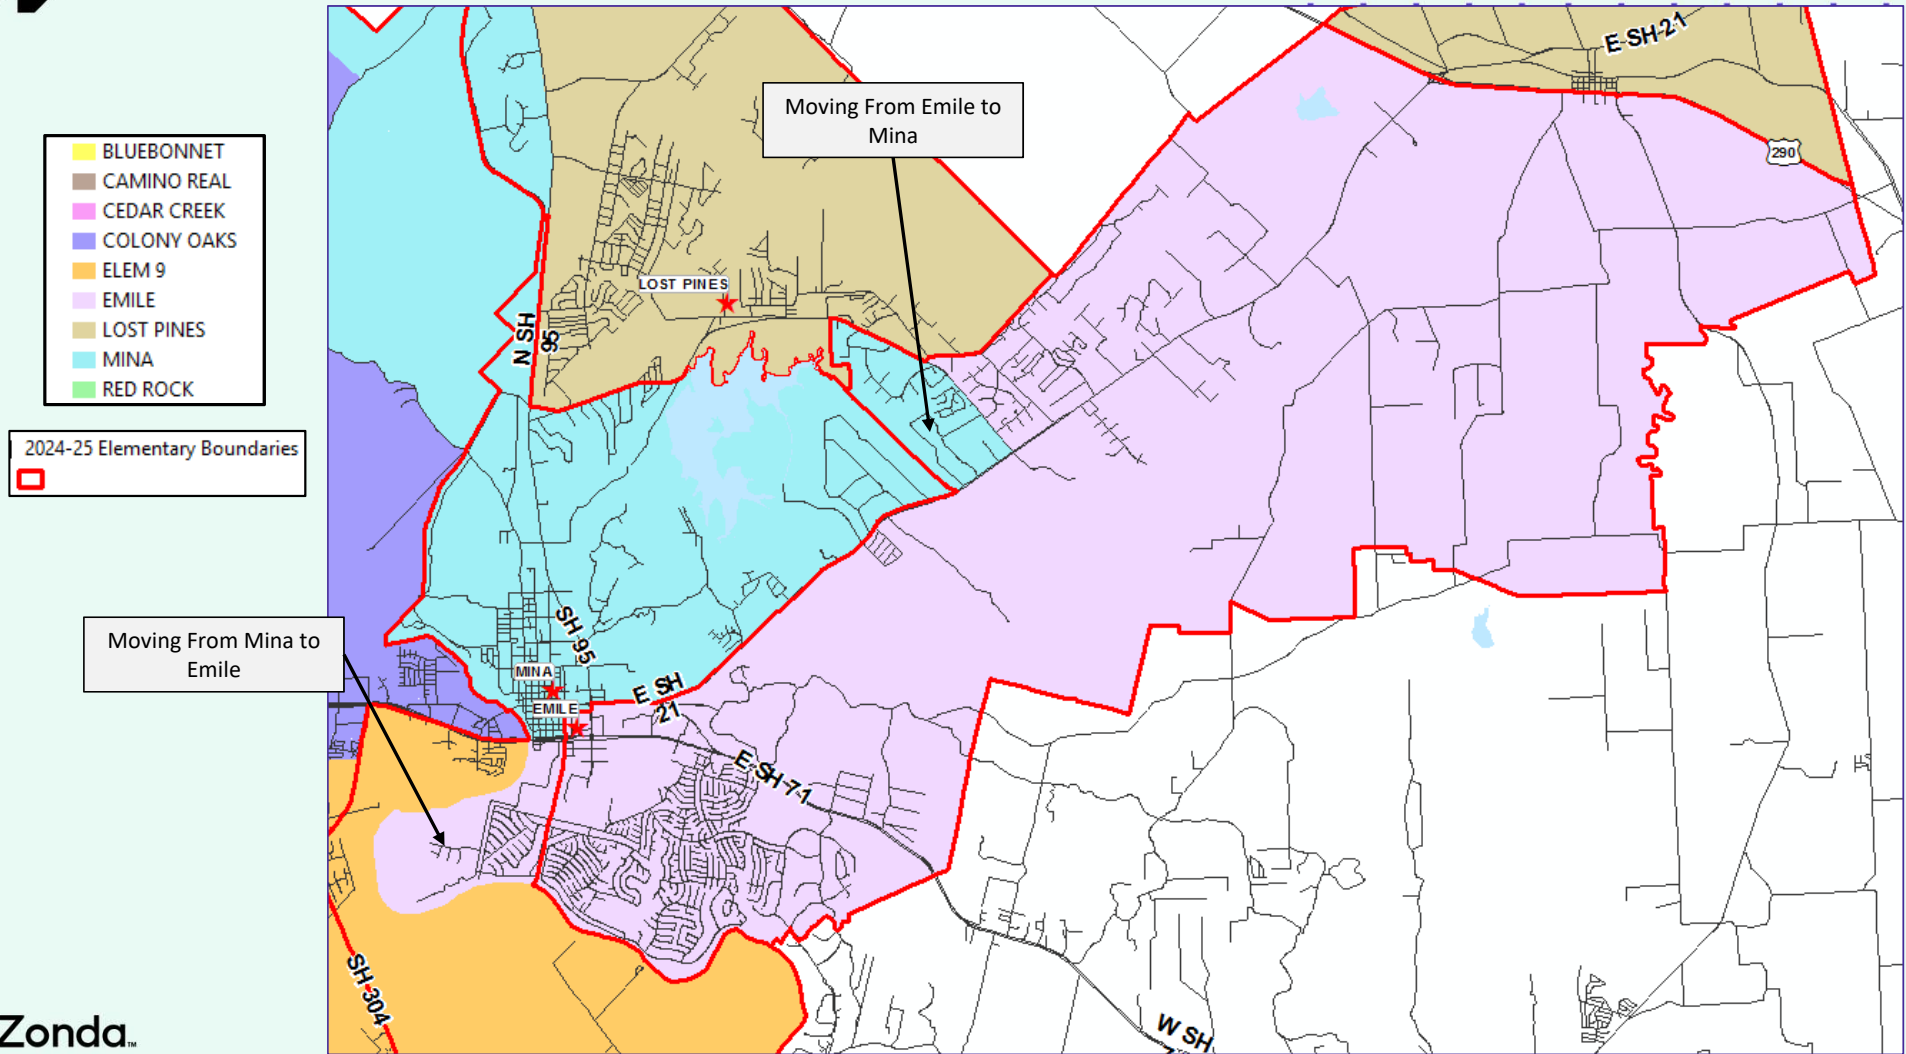 BLUEBONNET
CAMINO REAL
CEDAR CREEK
COLONY OAKS
ELEM 9
EMILE
LOST PINES
MINA
RED ROCK
2024-25 Elementary Boundaries
Moving From Emile to
Mina
Moving From Mina to
Emile
E SH 21
290
LOST PINES
N SH
95
SH 95
MINA
EMILE
E SH
21
E SH 71
SH 304
W SH
Zonda™